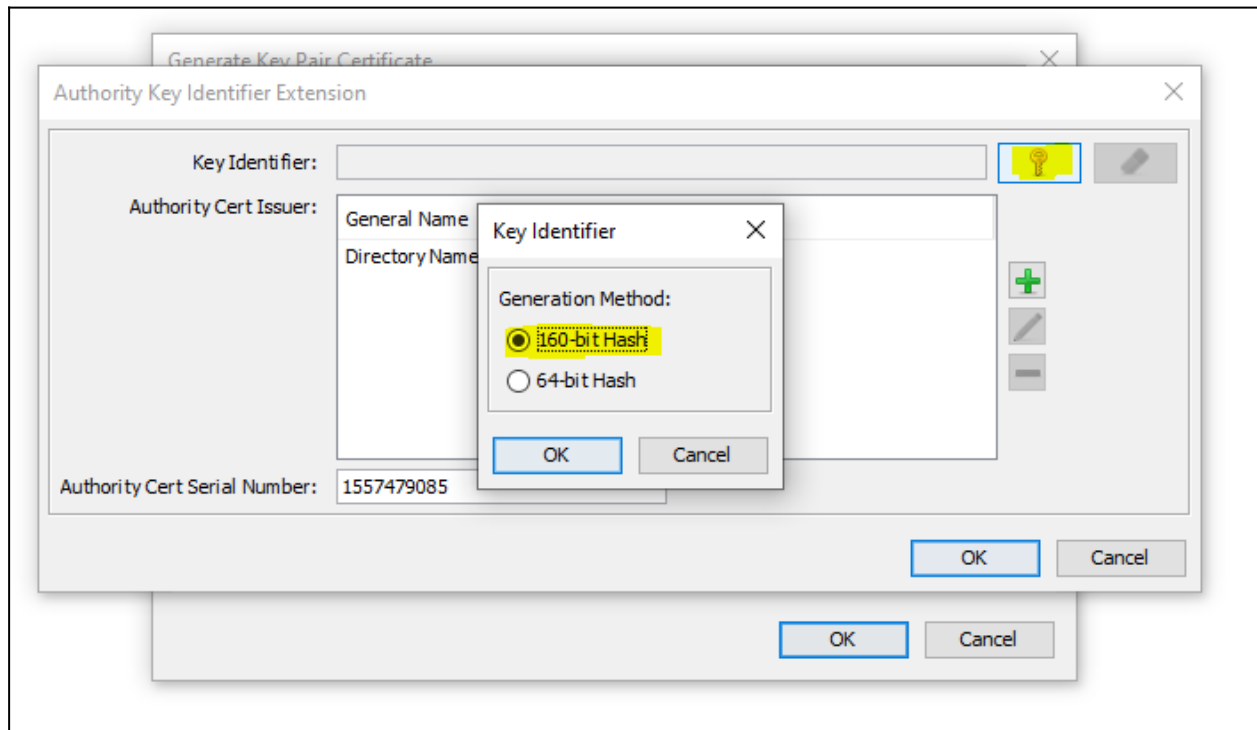 Generate Key Pair Certificate
Authority Key Identifier Extension
Key Identifier:
Authority Cert Issuer:
General Name
Directory Name
Key Identifier
Generation Method:
160-bit Hash
64-bit Hash
OK Cancel
Authority Cert Serial Number: 1557479085
OK Cancel
OK Cancel